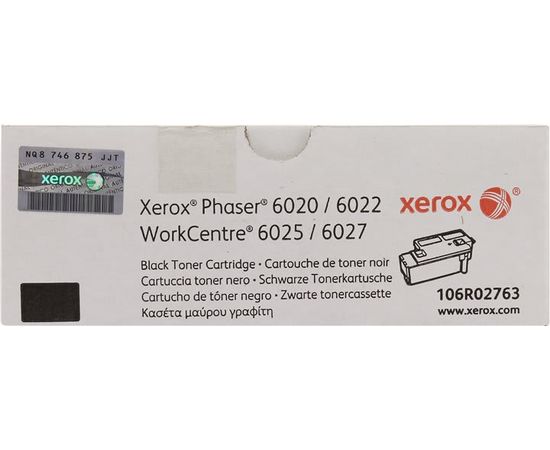 NQ8 746 875 JJT
xerox
Xerox® Phaser® 6020 / 6022
WorkCentre® 6025 / 6027
xerox®
Black Toner Cartridge • Cartouche de toner noir
Cartuccia toner nero • Schwarze Tonerkartusche
Cartucho de tóner negro • Zwarte tonercassette
Κασέτα μαύρου γραφίτη
106R02763
www.xerox.com